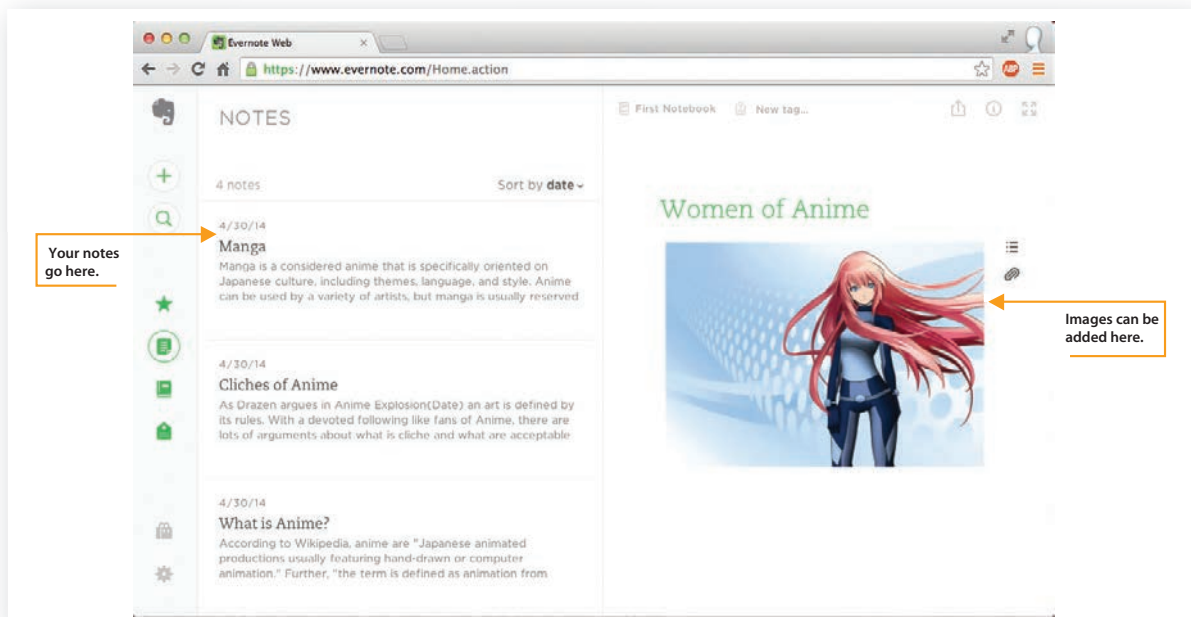 Evernote Web
https://www.evernote.com/Home.action
ABP
NOTES
4 notes
Sort by date
4/30/14
Manga
Manga is a considered anime that is specifically oriented on
Japanese culture, including themes, language, and style. Anime
can be used by a variety of artists, but manga is usually reserved
4/30/14
Cliches of Anime
As Drazen argues in Anime Explosion(Date) an art is defined by
its rules. With a devoted following like fans of Anime, there are
lots of arguments about what is cliche and what are acceptable
4/30/14
What is Anime?
According to Wikipedia, anime are "Japanese animated
productions usually featuring hand-drawn or computer
animation." Further, "the term is defined as animation from
First Notebook
New tag...
Women of Anime
Your notes
go here.
Images can be
added here.